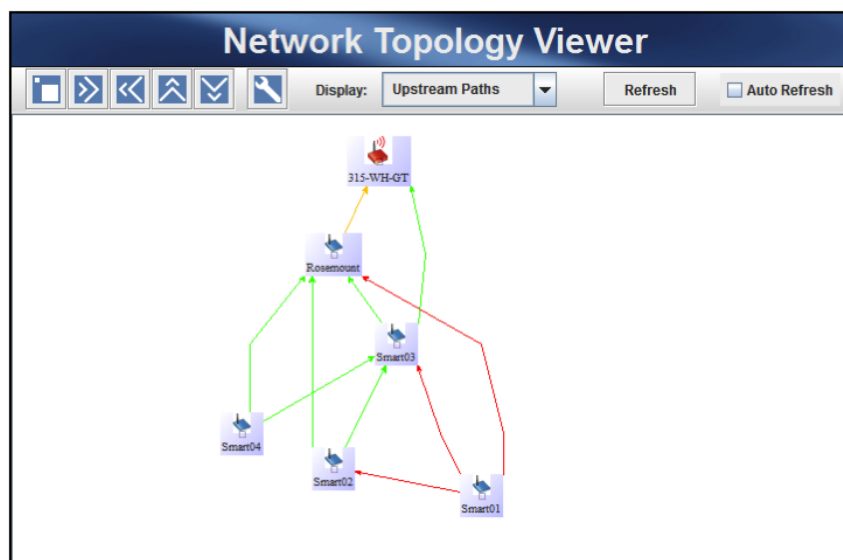 Network Topology Viewer
Display: Upstream Paths Refresh Auto Refresh
315-WH-GT
Rosemount
Smart03
Smart04
Smart02
Smart01